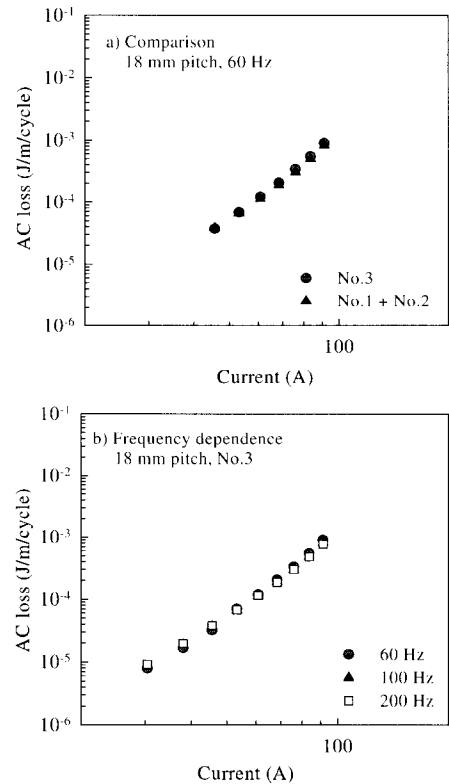 a) Comparison
18 mm pitch, 60 Hz
AC loss (J/m/cycle)
10-1
10-2
10-3
10-4
10-5
10-6
No.3
No.1 + No.2
100
Current (A)
b) Frequency dependence
18 mm pitch, No.3
AC loss (J/m/cycle)
10-1
10-2
10-3
10-4
10-5
10-6
60 Hz
100 Hz
200 Hz
100
Current (A)